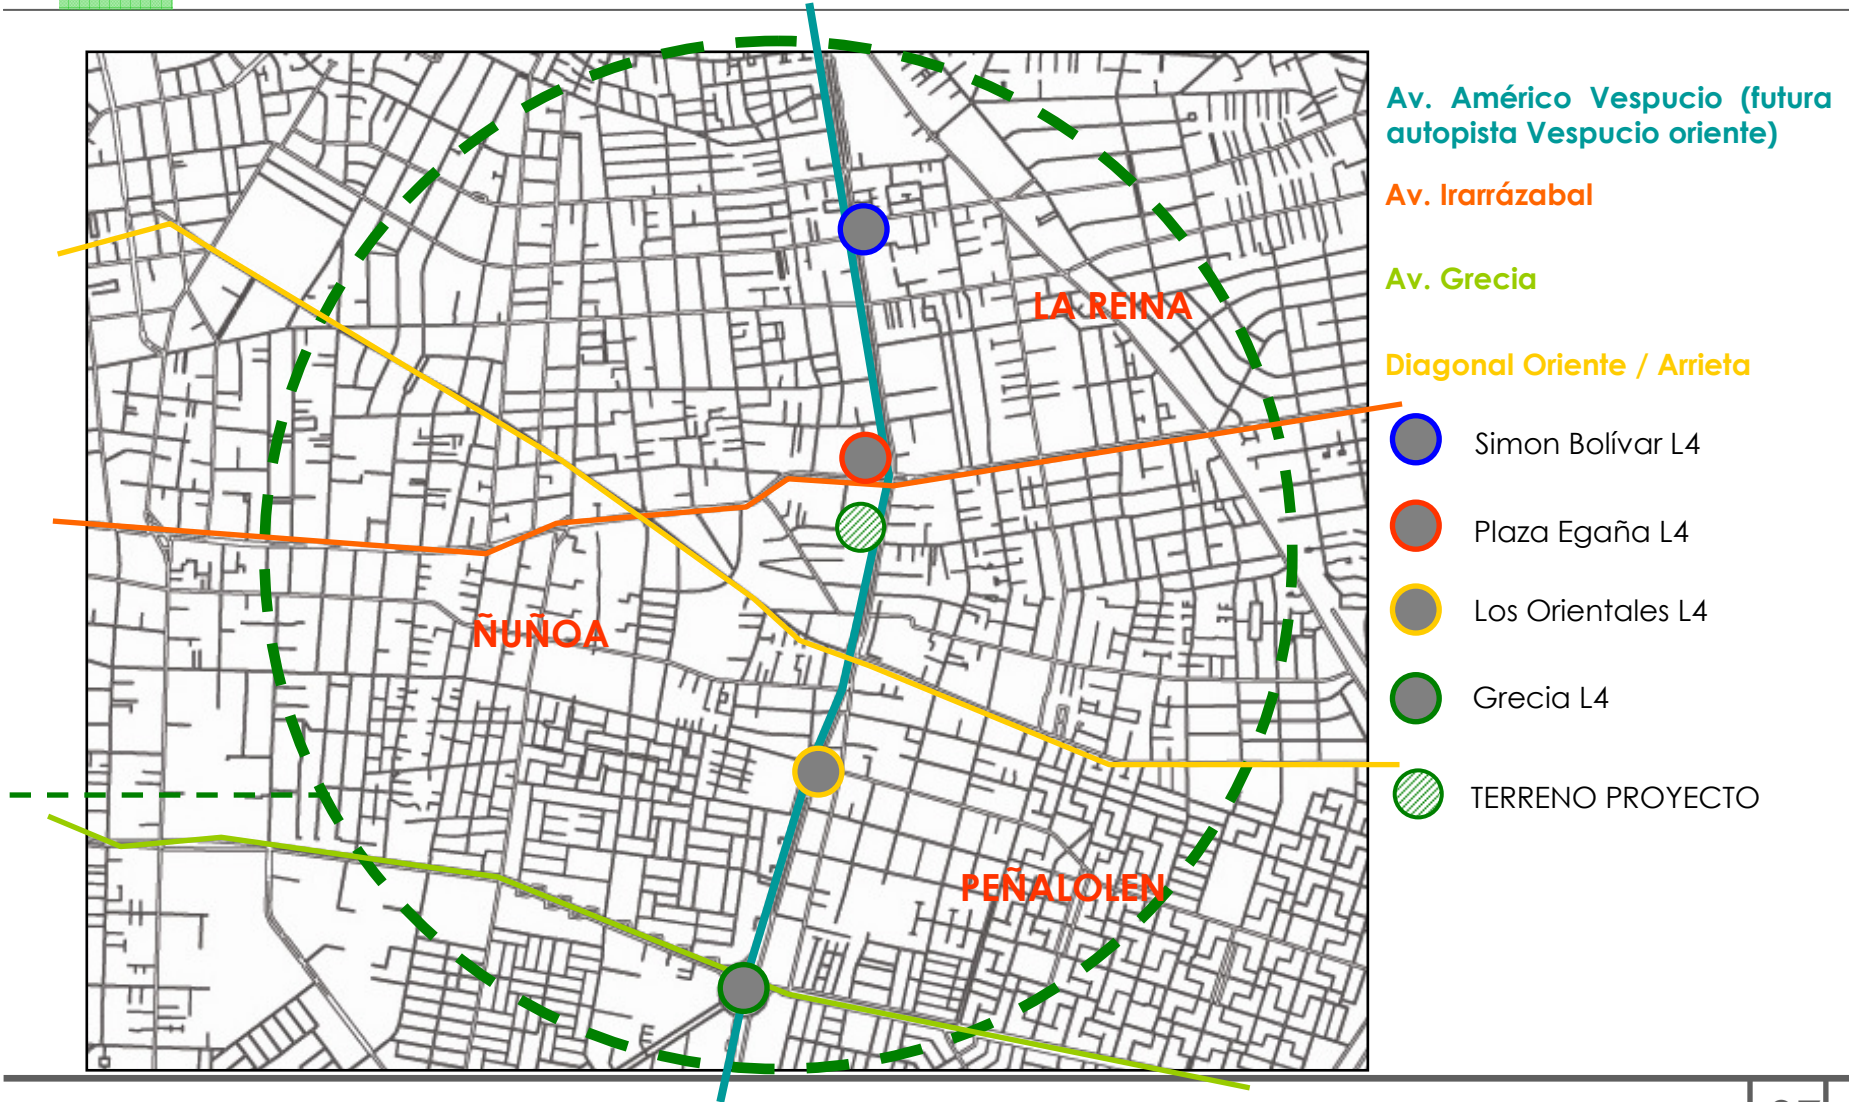 Av. Américo Vespucio (futura
autopista Vespucio oriente)
Av. Irarrázabal
Av. Grecia
Diagonal Oriente / Arrieta
Simon Bolívar L4
Plaza Egaña L4
Los Orientales L4
Grecia L4
TERRENO PROYECTO
LA REINA
ÑUÑOA
PEÑALOLEN